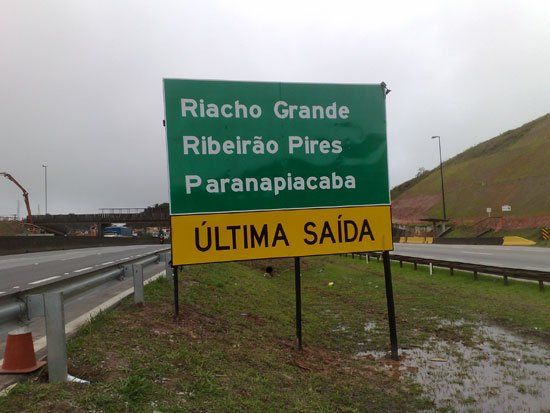 Riacho Grande
Ribeirão Pires
Paranapiacaba
ÚLTIMA SAÍDA